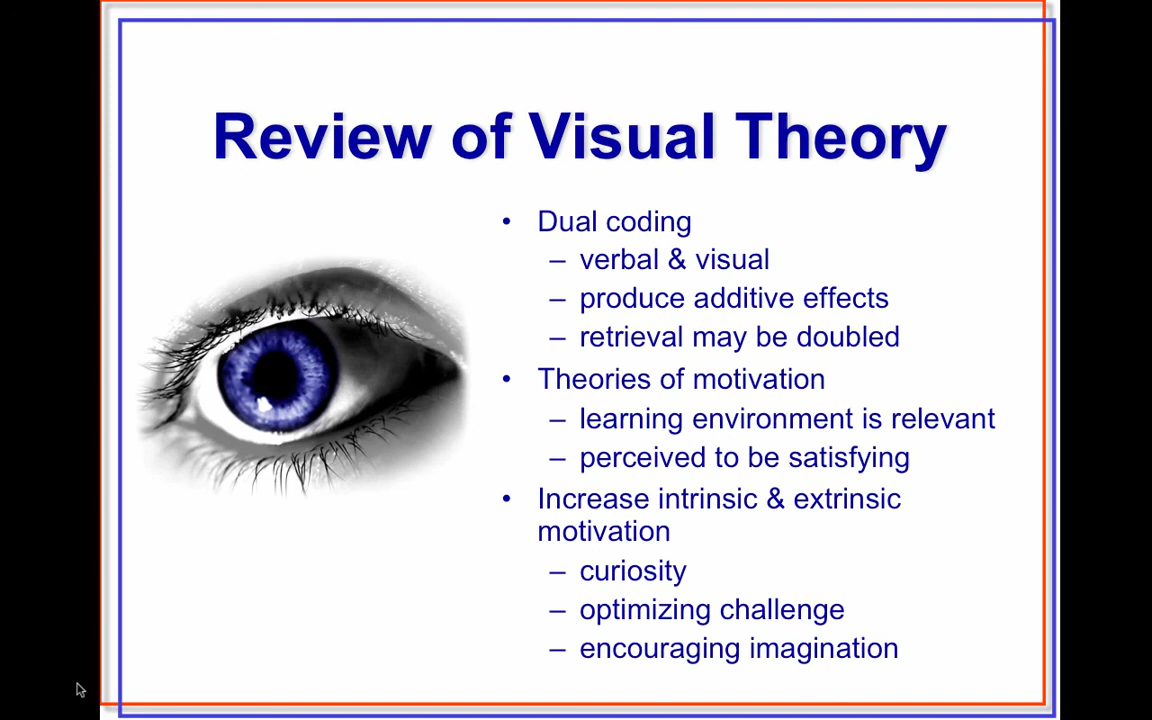 Review of Visual Theory
• Dual coding
– verbal & visual
– produce additive effects
– retrieval may be doubled
• Theories of motivation
– learning environment is relevant
– perceived to be satisfying
• Increase intrinsic & extrinsic
motivation
– curiosity
– optimizing challenge
– encouraging imagination